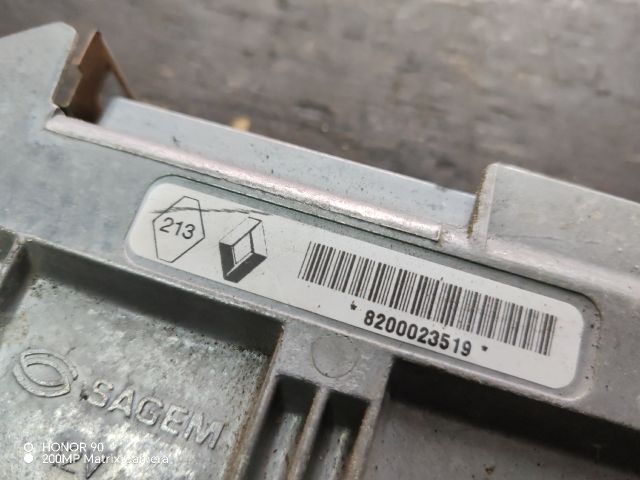 213
* 8200023519 *
SAGEM
HONOR 90
200MP Matrix Camera